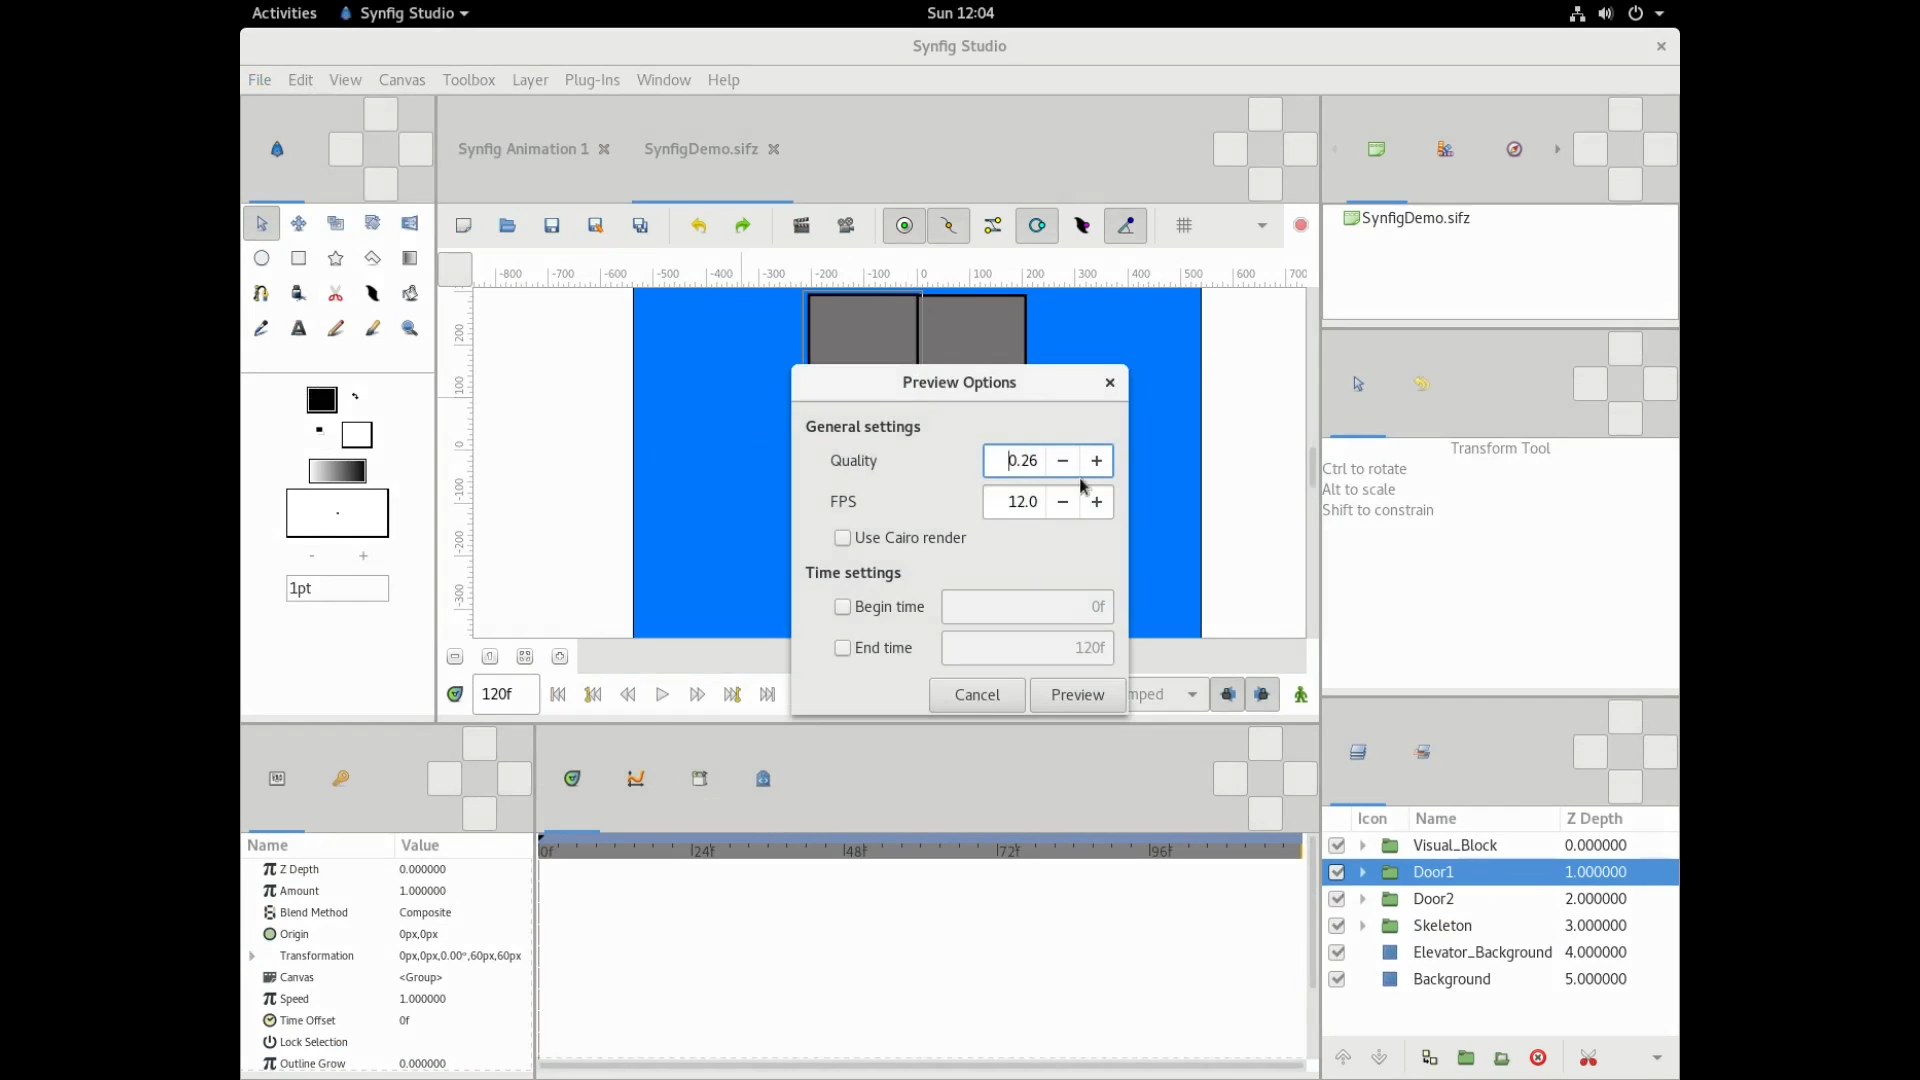 Activities Synfig Studio Sun 12:04
Synfig Studio
File Edit View Canvas Toolbox Layer Plug-Ins Window Help
Synfig Animation 1 SynfigDemo.sifz
SynfigDemo.sifz
-800 -700 -600 -500 -400 -300 -200 -100 0 100 200 300 400 500 600 700
200
100
0
-100
-200
-300
Preview Options
General settings
Quality 0.26
FPS 12.0
Use Cairo render
Time settings
Begin time 0f
End time 120f
Cancel Preview
Transform Tool
Ctrl to rotate
Alt to scale
Shift to constrain
- +
1pt
120f mped
Name Value
Z Depth 0.000000
Amount 1.000000
Blend Method Composite
Origin 0px,0px
Transformation 0px,0px,0.00°,60px,60px
Canvas <Group>
Speed 1.000000
Time Offset 0f
Lock Selection
Outline Grow 0.000000
0f 24f 48f 72f 96f
Icon Name Z Depth
Visual_Block 0.000000
Door1 1.000000
Door2 2.000000
Skeleton 3.000000
Elevator_Background 4.000000
Background 5.000000